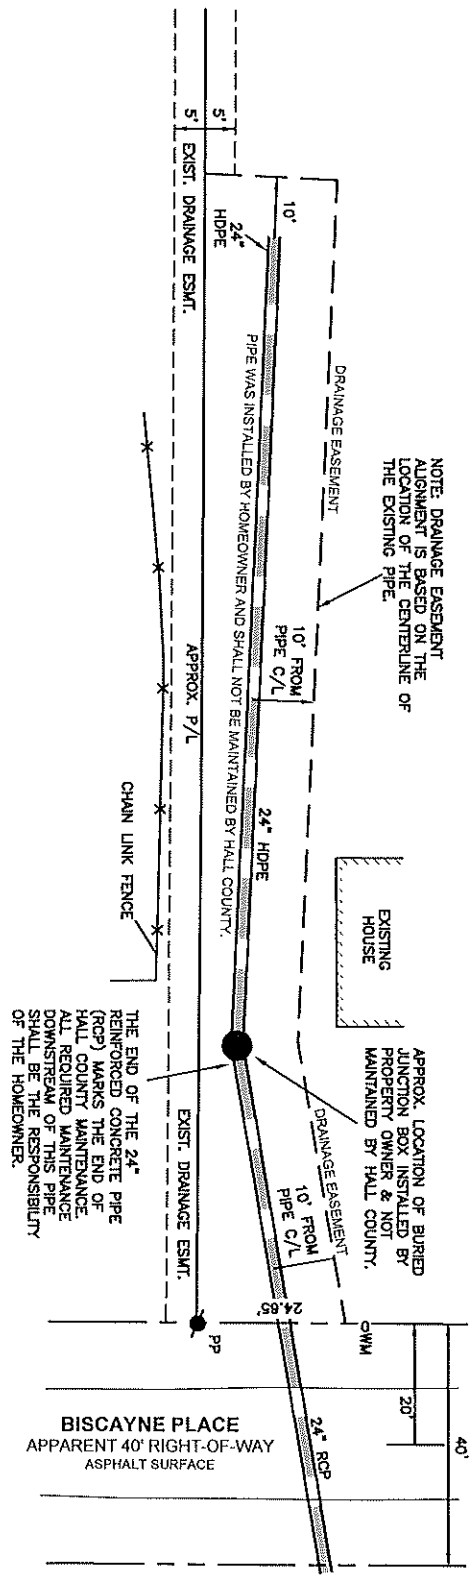 5'
5'
EXIST. DRAINAGE ESMT.
10'
24"
HDPE
DRAINAGE EASEMENT
PIPE WAS INSTALLED BY HOMEOWNER AND SHALL NOT BE MAINTAINED BY HALL COUNTY.
NOTE: DRAINAGE EASEMENT
ALIGNMENT IS BASED ON THE
LOCATION OF THE CENTERLINE OF
THE EXISTING PIPE.
10' FROM
PIPE C/L
APPROX. P/L
24" HDPE
CHAIN LINK FENCE
EXISTING
HOUSE
APPROX. LOCATION OF BURIED
JUNCTION BOX INSTALLED BY
PROPERTY OWNER & NOT
MAINTAINED BY HALL COUNTY.
THE END OF THE 24"
REINFORCED CONCRETE PIPE
(RCP) MARKS THE END OF
HALL COUNTY MAINTENANCE.
ALL REQUIRED MAINTENANCE
DOWNSTREAM OF THIS PIPE
SHALL BE THE RESPONSIBILITY
OF THE HOMEOWNER.
EXIST. DRAINAGE ESMT.
DRAINAGE EASEMENT
10' FROM
PIPE C/L
24.65'
PP
WM
20'
40'
24" RCP
BISCAYNE PLACE
APPARENT 40' RIGHT-OF-WAY
ASPHALT SURFACE